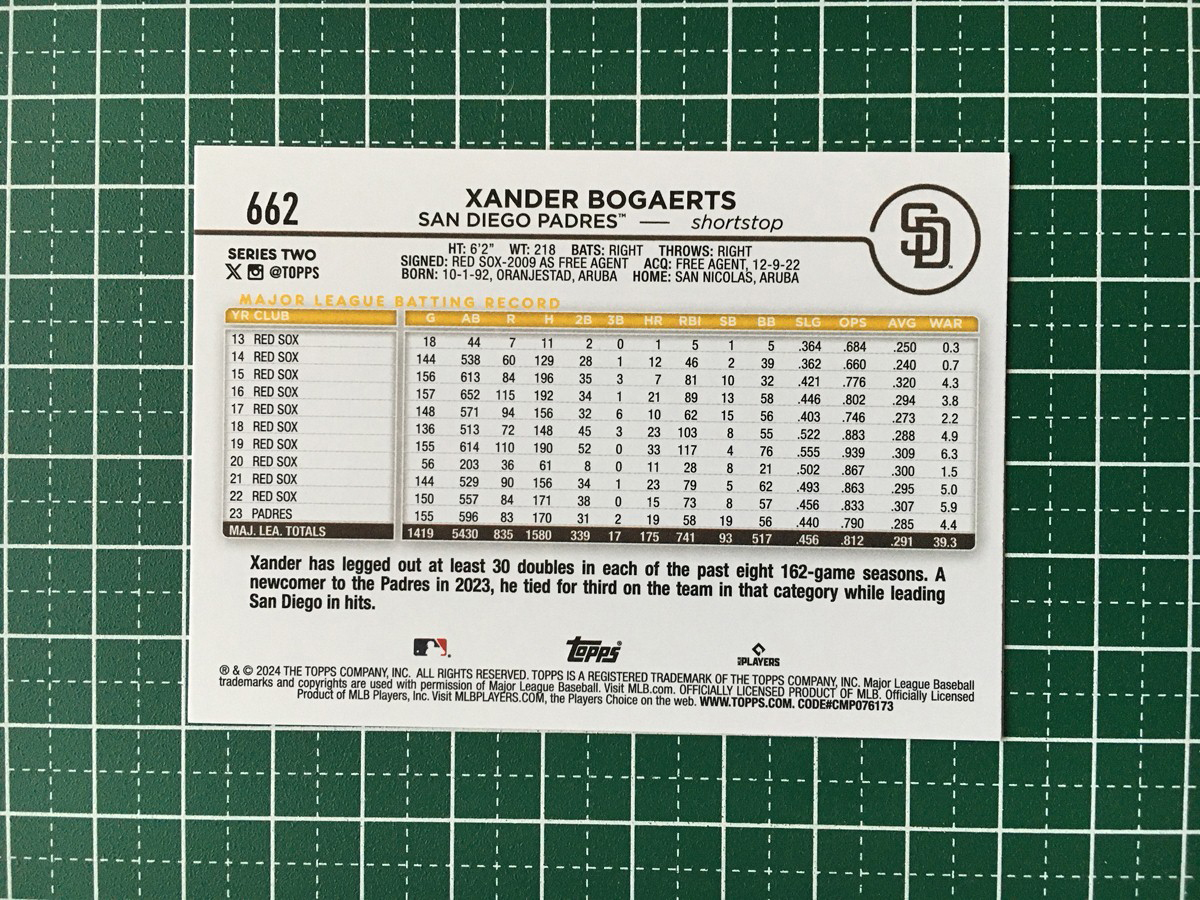 662
XANDER BOGAERTS
SAN DIEGO PADRES™ — shortstop
SD™
SERIES TWO
X @TOPPS
HT: 6'2" WT: 218 BATS: RIGHT THROWS: RIGHT
SIGNED: RED SOX-2009 AS FREE AGENT ACQ: FREE AGENT, 12-9-22
BORN: 10-1-92, ORANJESTAD, ARUBA HOME: SAN NICOLAS, ARUBA
MAJOR LEAGUE BATTING RECORD
YR CLUB G AB R H 2B 3B HR RBI SB BB SLG OPS AVG WAR
13 RED SOX 18 44 7 11 2 0 1 5 1 5 .364 .684 .250 0.3
14 RED SOX 144 538 60 129 28 1 12 46 2 39 .362 .660 .240 0.7
15 RED SOX 156 613 84 196 35 3 7 81 10 32 .421 .776 .320 4.3
16 RED SOX 157 652 115 192 34 1 21 89 13 58 .446 .802 .294 3.8
17 RED SOX 148 571 94 156 32 6 10 62 15 56 .403 .746 .273 2.2
18 RED SOX 136 513 72 148 45 3 23 103 8 55 .522 .883 .288 4.9
19 RED SOX 155 614 110 190 52 0 33 117 4 76 .555 .939 .309 6.3
20 RED SOX 56 203 36 61 8 0 11 28 8 21 .502 .867 .300 1.5
21 RED SOX 144 529 90 156 34 1 23 79 5 62 .493 .863 .295 5.0
22 RED SOX 150 557 84 171 38 0 15 73 8 57 .456 .833 .307 5.9
23 PADRES 155 596 83 170 31 2 19 58 19 56 .440 .790 .285 4.4
MAJ. LEA. TOTALS 1419 5430 835 1580 339 17 175 741 93 517 .456 .812 .291 39.3
Xander has legged out at least 30 doubles in each of the past eight 162-game seasons. A
newcomer to the Padres in 2023, he tied for third on the team in that category while leading
San Diego in hits.
Topps® PLAYERS
® & © 2024 THE TOPPS COMPANY, INC. ALL RIGHTS RESERVED. TOPPS IS A REGISTERED TRADEMARK OF THE TOPPS COMPANY, INC. Major League Baseball
trademarks and copyrights are used with permission of Major League Baseball. Visit MLB.com. OFFICIALLY LICENSED PRODUCT OF MLB. Officially Licensed
Product of MLB Players, Inc. Visit MLBPLAYERS.COM, the Players Choice on the web. WWW.TOPPS.COM. CODE#CMP076173